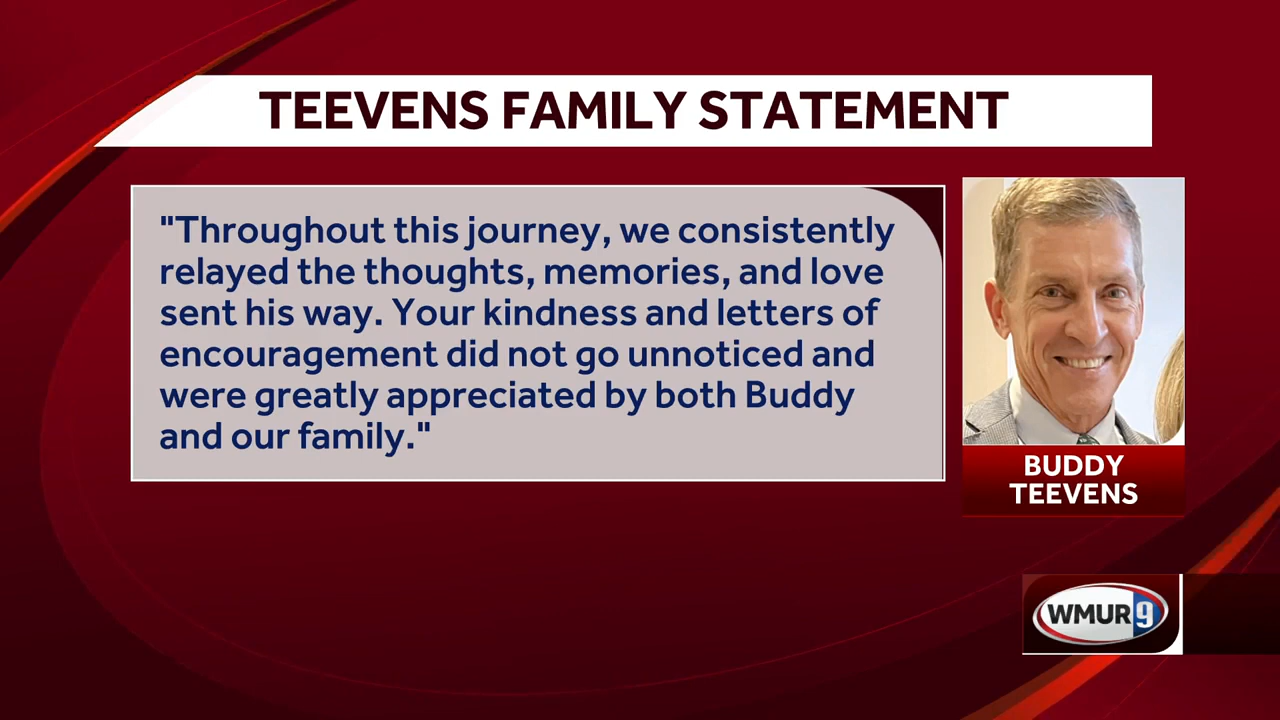 TEEVENS FAMILY STATEMENT
"Throughout this journey, we consistently
relayed the thoughts, memories, and love
sent his way. Your kindness and letters of
encouragement did not go unnoticed and
were greatly appreciated by both Buddy
and our family."
BUDDY
TEEVENS
WMUR9